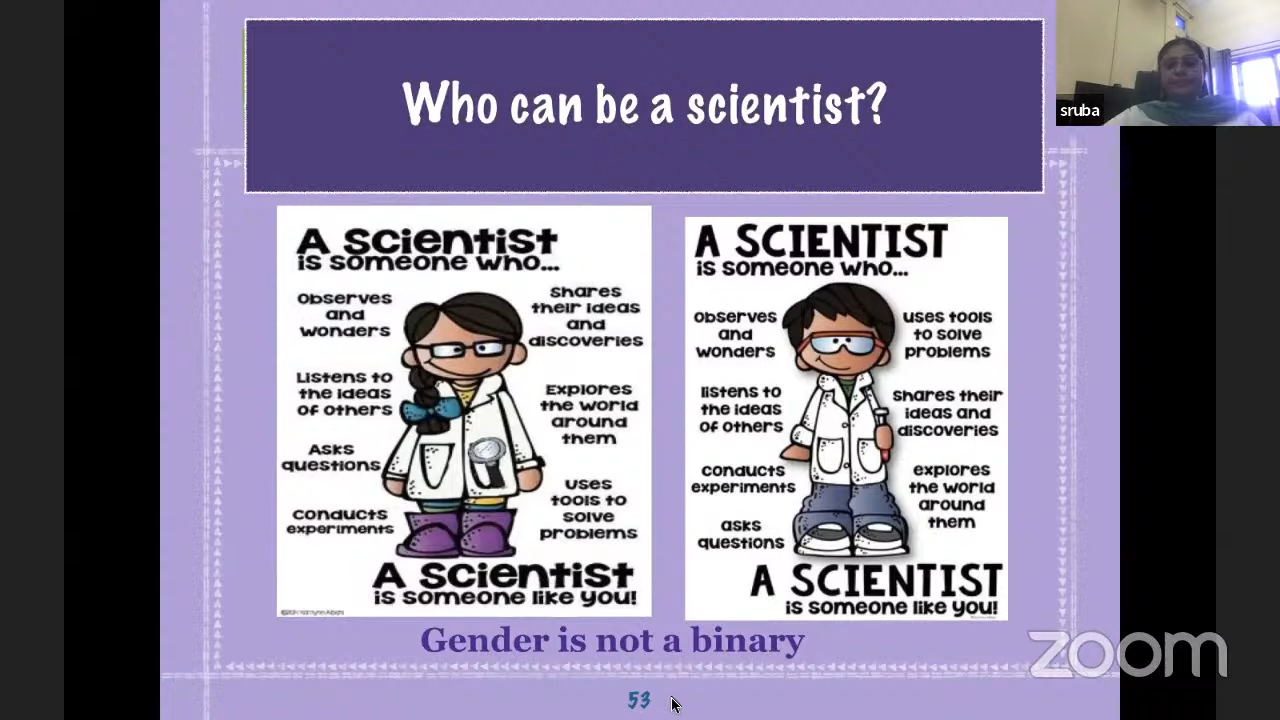 Who can be a scientist?
sruba
A scientist
is someone who...
Observes
and
wonders
Listens to
the ideas
of others
Asks
questions
Conducts
experiments
Shares
their ideas
and
discoveries
Explores
the world
around
them
Uses
tools to
solve
problems
A scientist
is someone like you!
A SCIENTIST
is someone who...
observes
and
wonders
listens to
the ideas
of others
conducts
experiments
asks
questions
uses tools
to solve
problems
shares their
ideas and
discoveries
explores
the world
around
them
A SCIENTIST
is someone like you!
Gender is not a binary
zoom
53